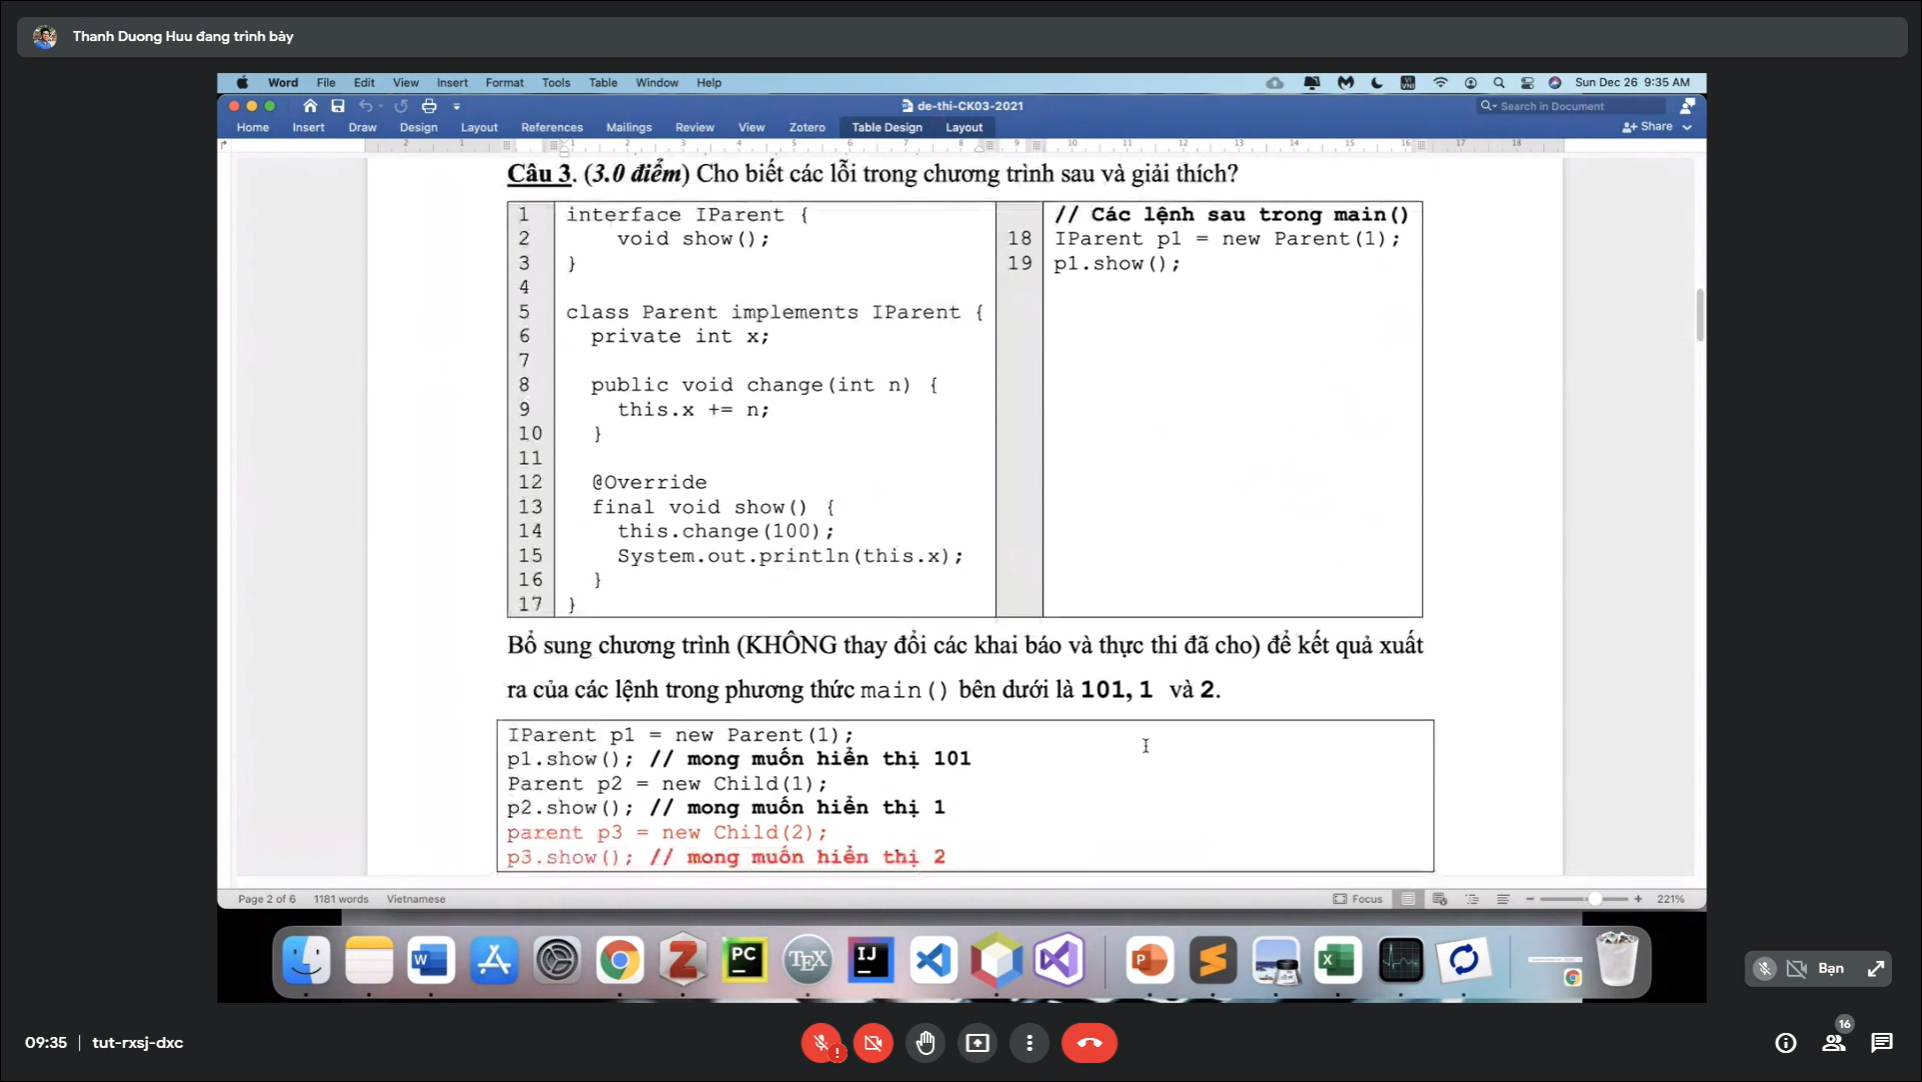 Thanh Duong Huu đang trình bày
Word File Edit View Insert Format Tools Table Window Help
Sun Dec 26 9:35 AM
de-thi-CK03-2021
Search in Document
Home Insert Draw Design Layout References Mailings Review View Zotero Table Design Layout
Share
Câu 3. (3.0 điểm) Cho biết các lỗi trong chương trình sau và giải thích?
1 interface IParent {
2 void show();
3 }
4
5 class Parent implements IParent {
6 private int x;
7
8 public void change(int n) {
9 this.x += n;
10 }
11
12 @Override
13 final void show() {
14 this.change(100);
15 System.out.println(this.x);
16 }
17 }
// Các lệnh sau trong main()
18 IParent p1 = new Parent(1);
19 p1.show();
Bổ sung chương trình (KHÔNG thay đổi các khai báo và thực thi đã cho) để kết quả xuất
ra của các lệnh trong phương thức main() bên dưới là 101, 1 và 2.
IParent p1 = new Parent(1);
p1.show(); // mong muốn hiển thị 101
Parent p2 = new Child(1);
p2.show(); // mong muốn hiển thị 1
parent p3 = new Child(2);
p3.show(); // mong muốn hiển thị 2
Page 2 of 6 1181 words Vietnamese
Focus
221%
Bạn
09:35 | tut-rxsj-dxc
16